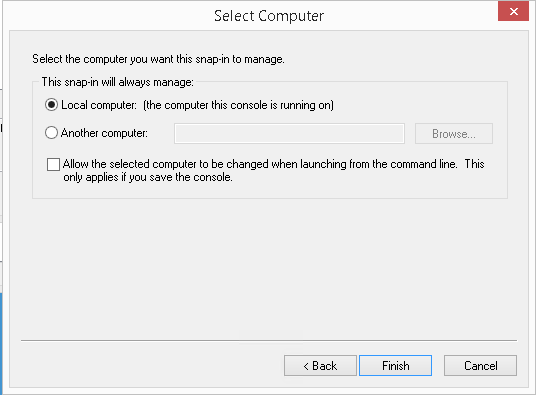 Select Computer
Select the computer you want this snap-in to manage.
This snap-in will always manage:
Local computer: (the computer this console is running on)
Another computer:
Browse...
Allow the selected computer to be changed when launching from the command line. This
only applies if you save the console.
< Back
Finish
Cancel